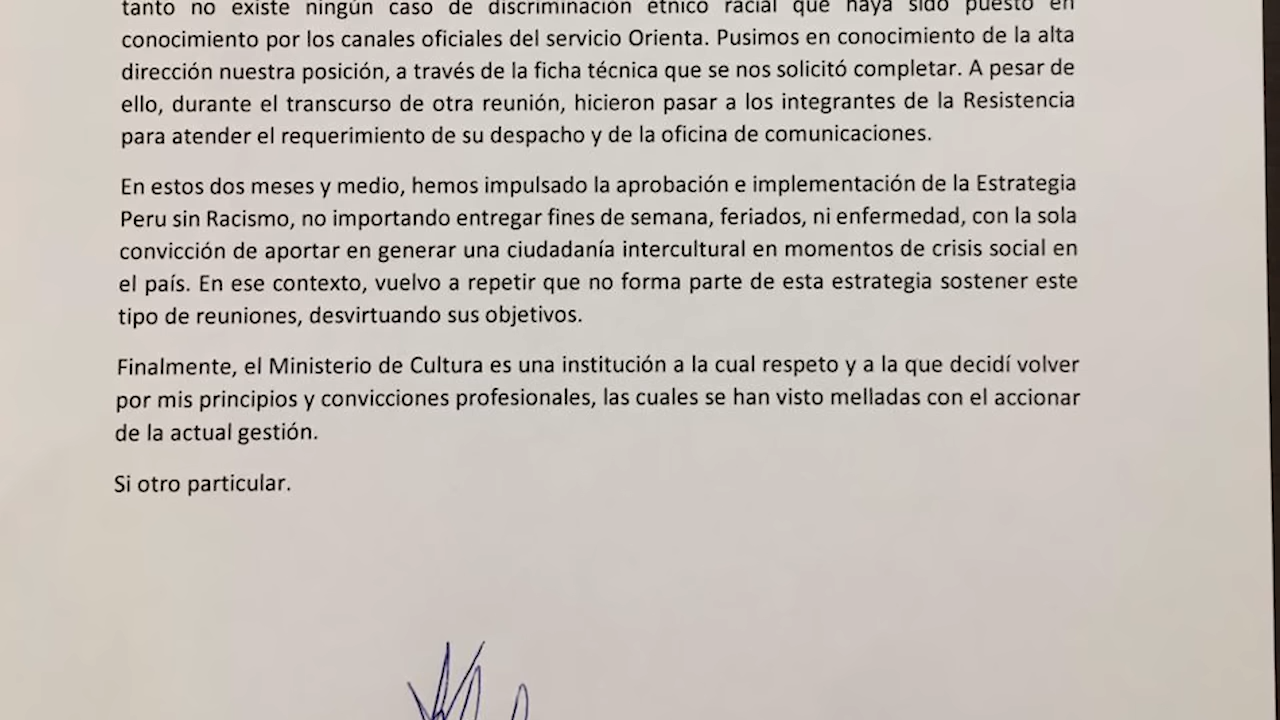 tanto no existe ningún caso de discriminación étnico racial que haya sido puesto en
conocimiento por los canales oficiales del servicio Orienta. Pusimos en conocimiento de la alta
dirección nuestra posición, a través de la ficha técnica que se nos solicitó completar. A pesar de
ello, durante el transcurso de otra reunión, hicieron pasar a los integrantes de la Resistencia
para atender el requerimiento de su despacho y de la oficina de comunicaciones.
En estos dos meses y medio, hemos impulsado la aprobación e implementación de la Estrategia
Peru sin Racismo, no importando entregar fines de semana, feriados, ni enfermedad, con la sola
convicción de aportar en generar una ciudadanía intercultural en momentos de crisis social en
el país. En ese contexto, vuelvo a repetir que no forma parte de esta estrategia sostener este
tipo de reuniones, desvirtuando sus objetivos.
Finalmente, el Ministerio de Cultura es una institución a la cual respeto y a la que decidí volver
por mis principios y convicciones profesionales, las cuales se han visto melladas con el accionar
de la actual gestión.
Si otro particular.